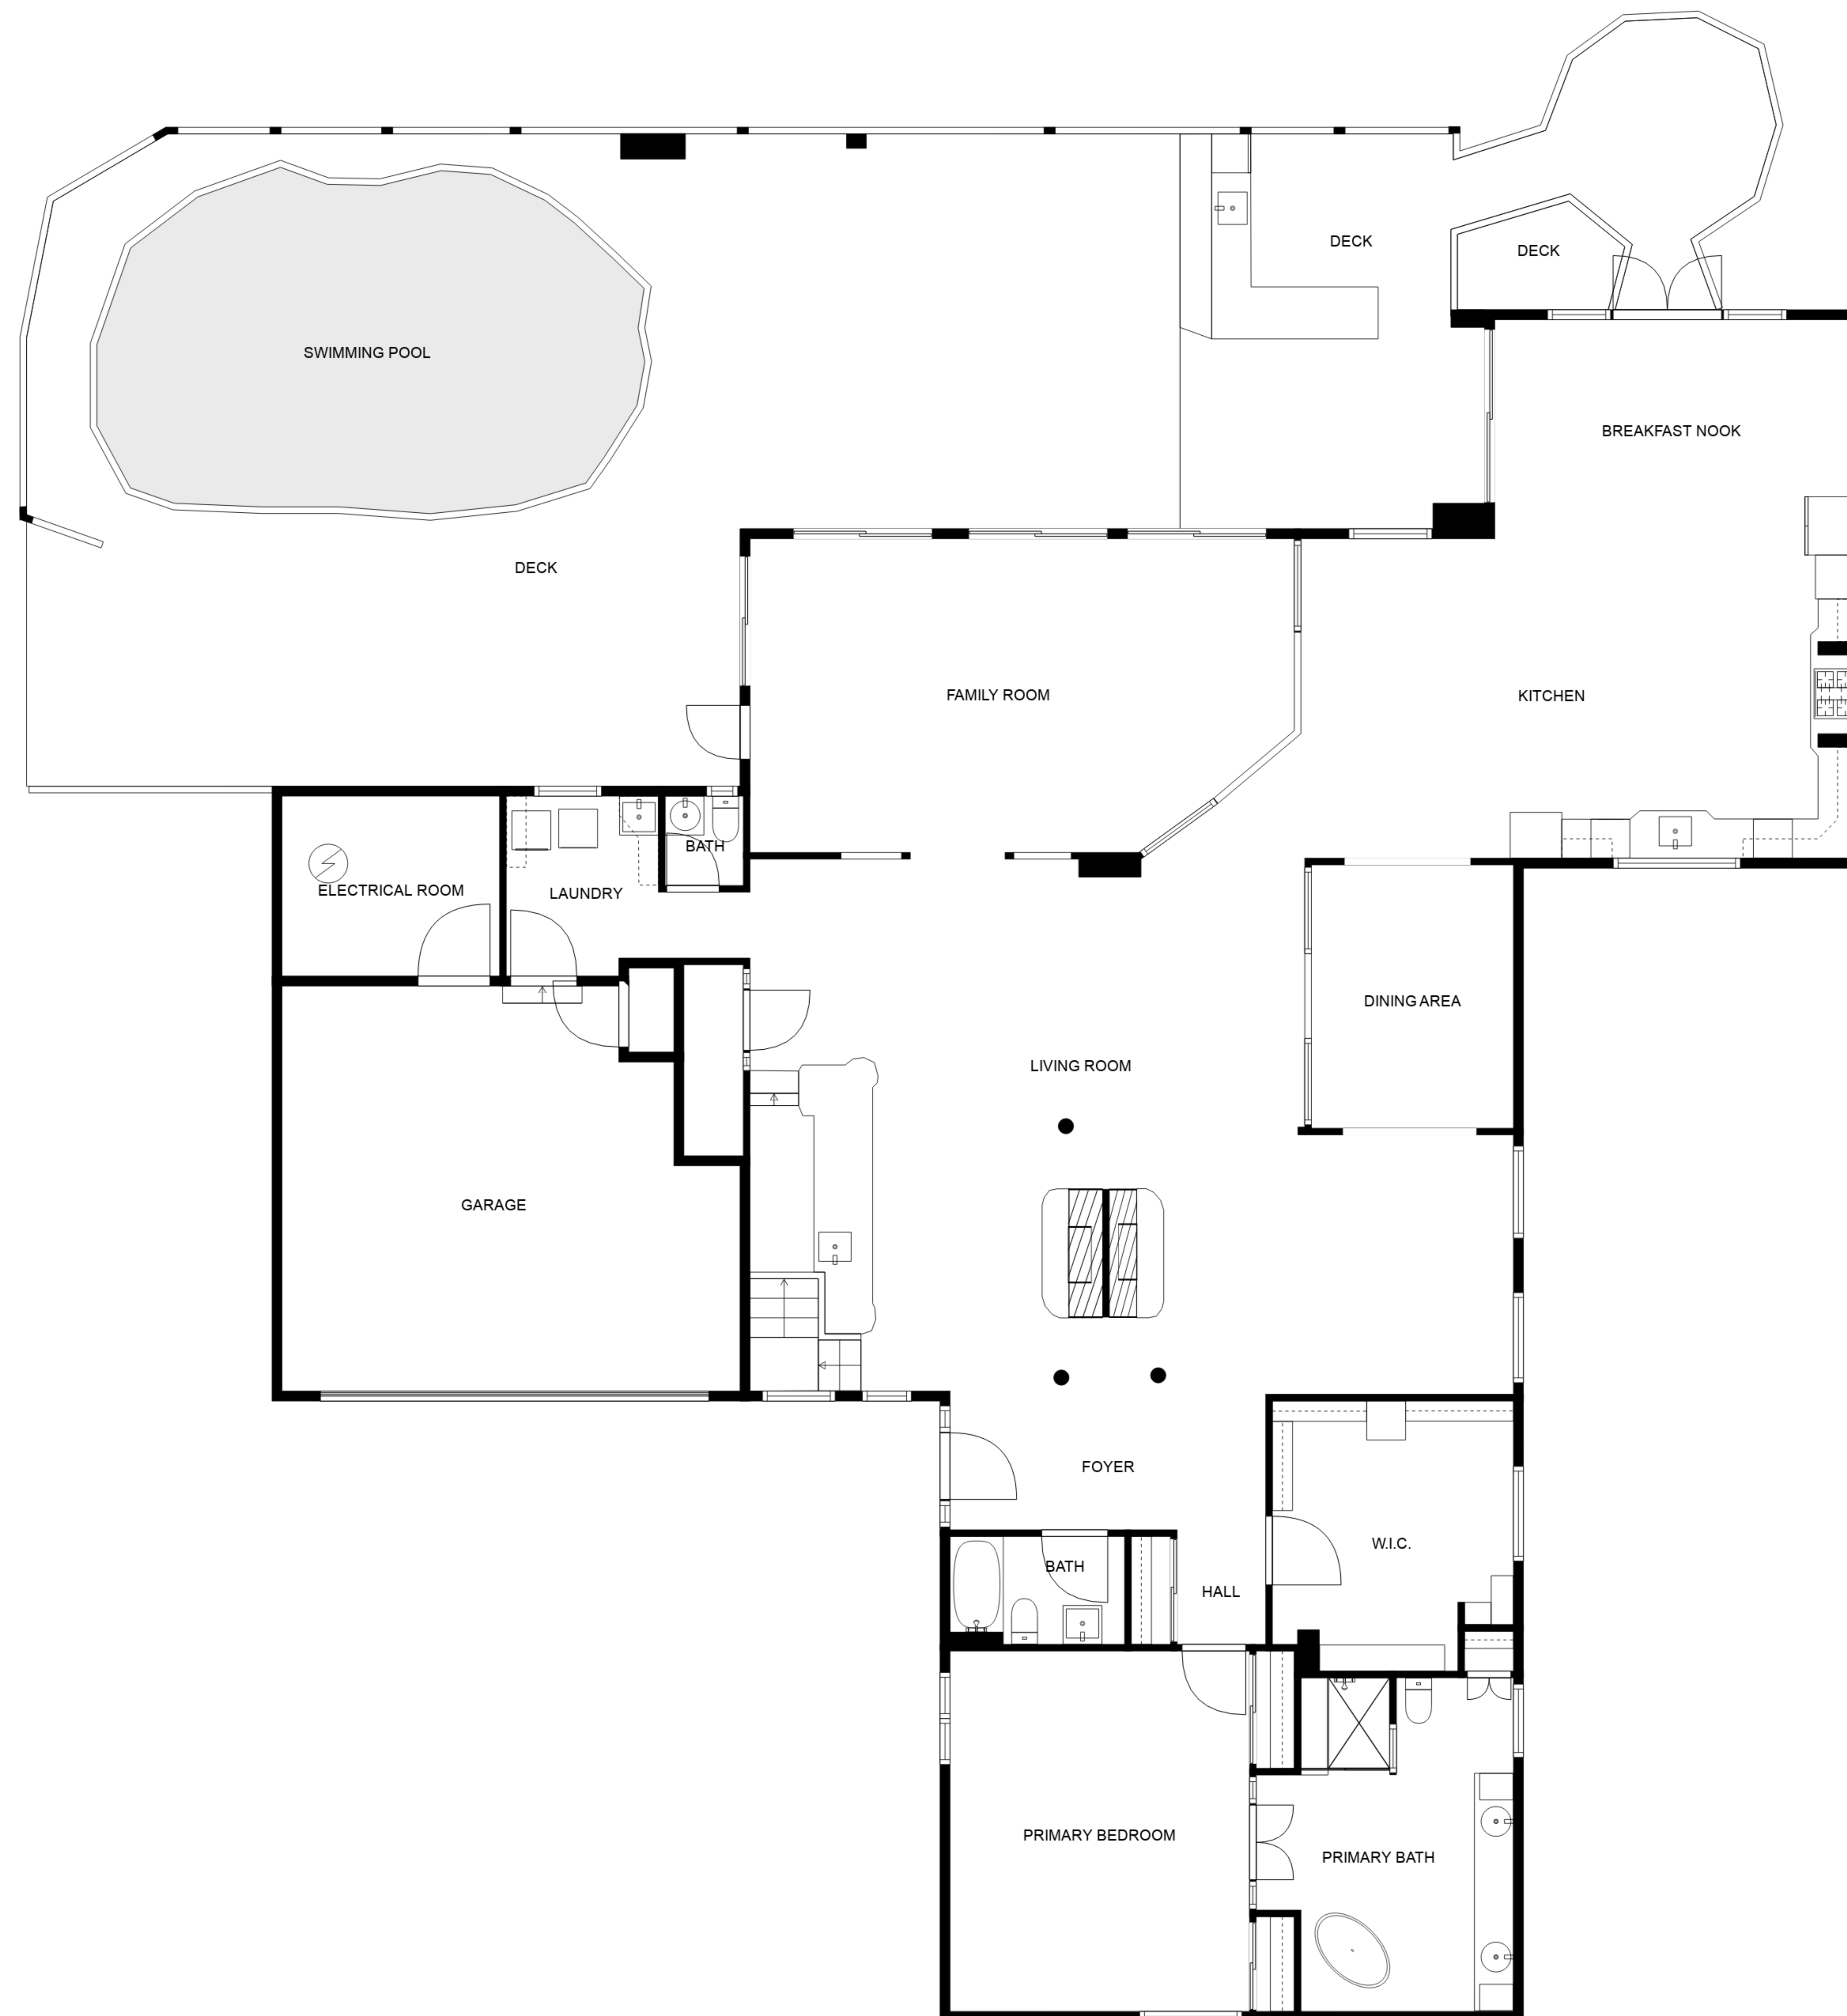 DECK
DECK
SWIMMING POOL
BREAKFAST NOOK
DECK
FAMILY ROOM
KITCHEN
BATH
ELECTRICAL ROOM
LAUNDRY
DINING AREA
LIVING ROOM
GARAGE
FOYER
W.I.C.
BATH
HALL
PRIMARY BEDROOM
PRIMARY BATH